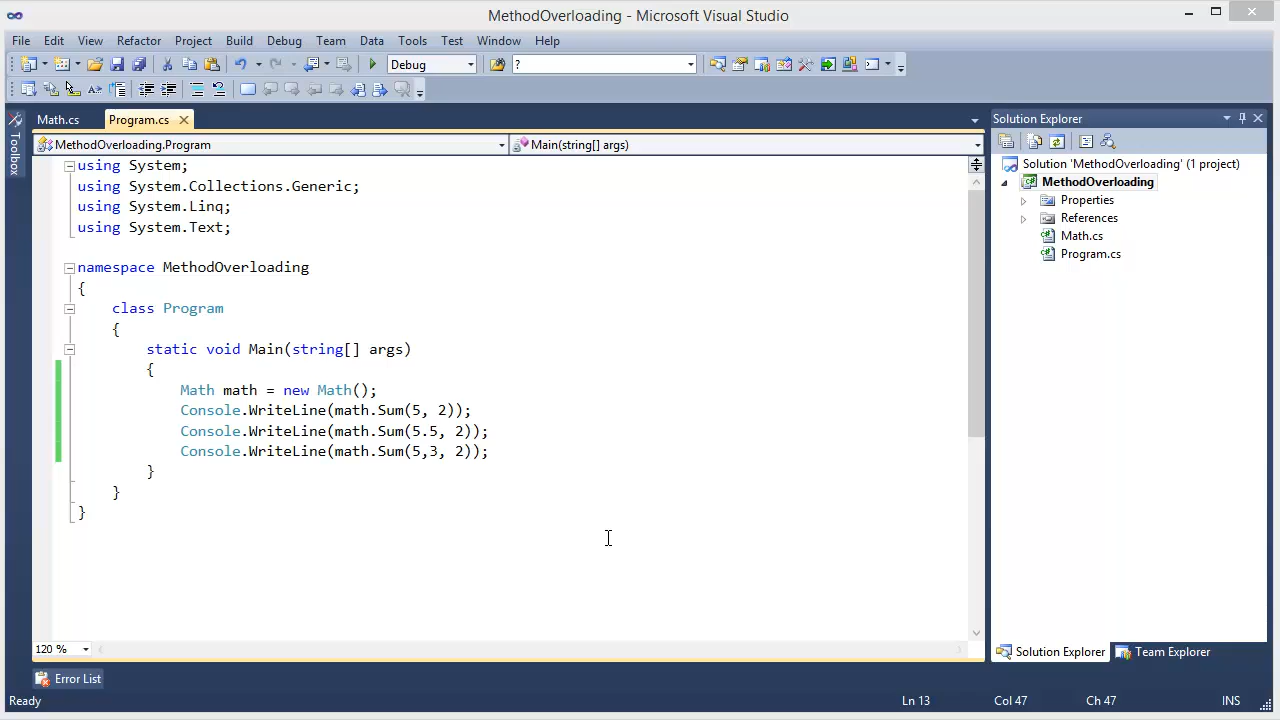 MethodOverloading - Microsoft Visual Studio
File Edit View Refactor Project Build Debug Team Data Tools Test Window Help
Debug ?
Math.cs Program.cs
MethodOverloading.Program Main(string[] args)
Toolbox
using System;
using System.Collections.Generic;
using System.Linq;
using System.Text;
namespace MethodOverloading
{
class Program
{
static void Main(string[] args)
{
Math math = new Math();
Console.WriteLine(math.Sum(5, 2));
Console.WriteLine(math.Sum(5.5, 2));
Console.WriteLine(math.Sum(5,3, 2));
}
}
}
120 %
Solution Explorer
Solution 'MethodOverloading' (1 project)
MethodOverloading
Properties
References
Math.cs
Program.cs
Solution Explorer Team Explorer
Error List
Ready Ln 13 Col 47 Ch 47 INS